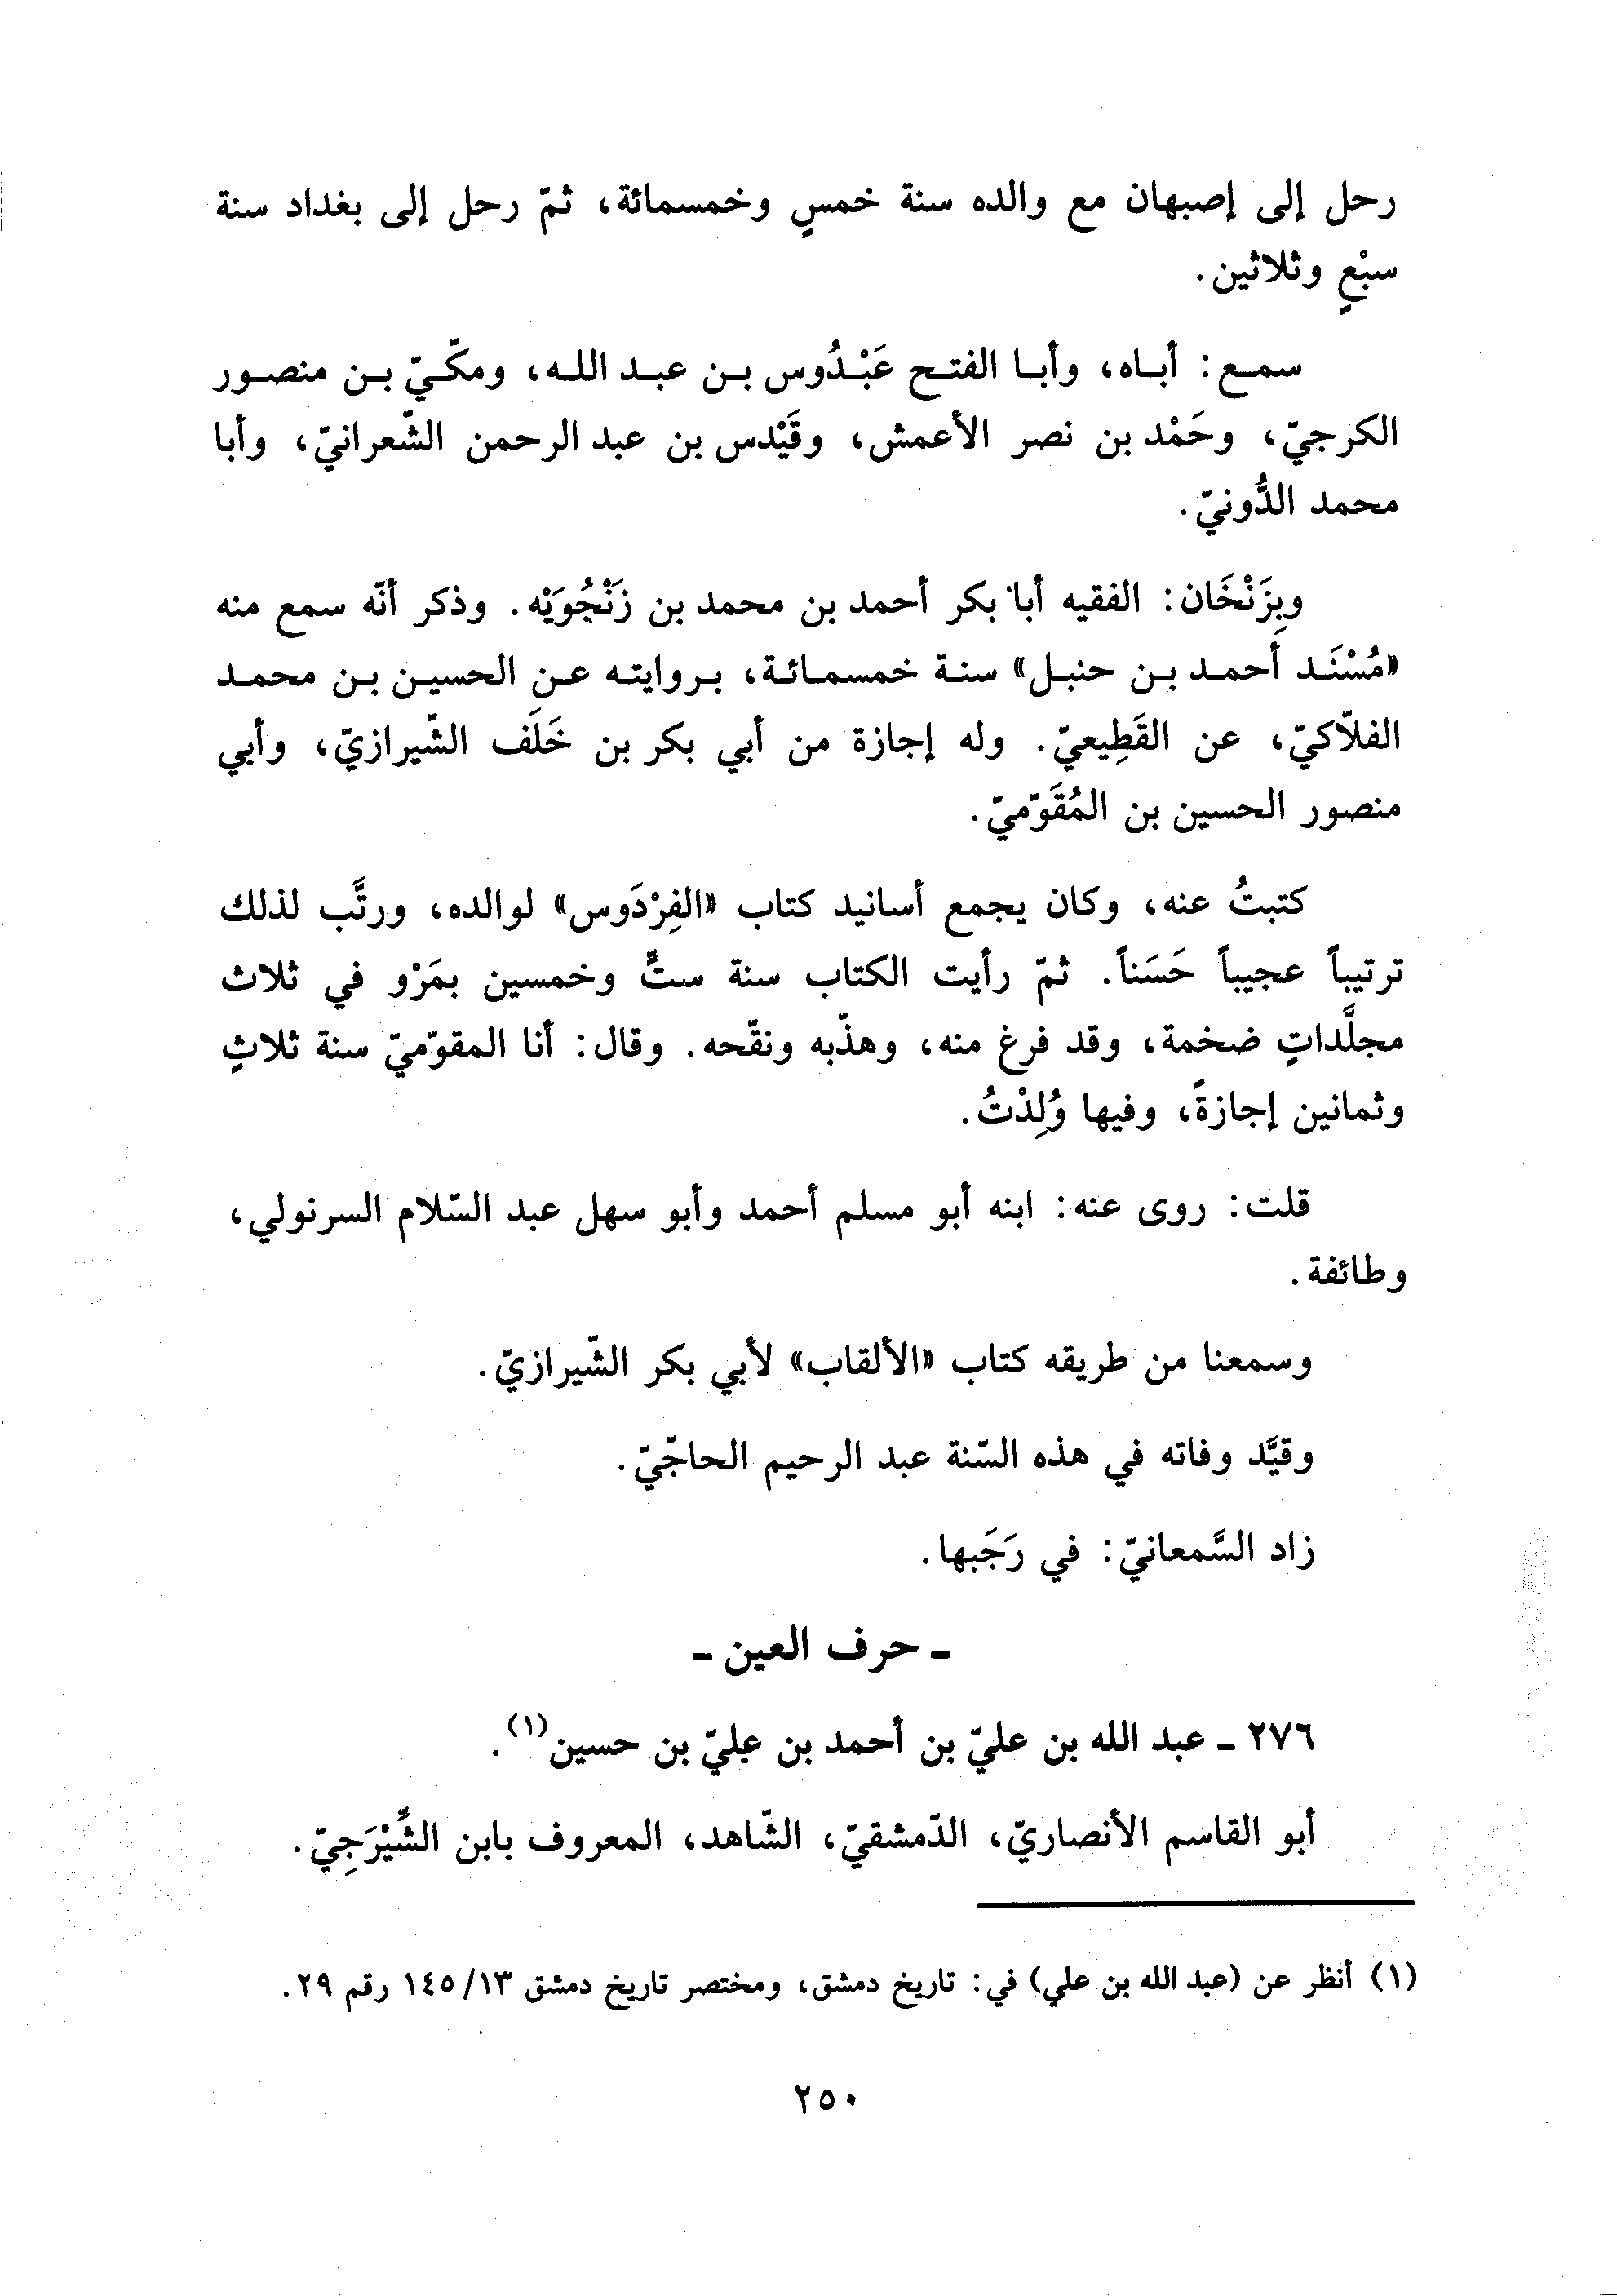 رحل إلى إصبهان مع والده سنة خمسٍ وخمسمائة، ثمّ رحل إلى بغداد سنة
سبْعٍ وثلاثين.
سمع: أباه، وأبا الفتح عَبْدُوس بن عبد الله، ومكّيّ بن منصور
الكرجيّ، وحَمْد بن نصر الأعمش، وقَيْدس بن عبد الرحمن الشّعرانيّ، وأبا
محمد الدُّونيّ.
وبِزَنْخَان: الفقيه أبا بكر أحمد بن محمد بن زَنْجُوَيْه. وذكر أنّه سمع منه
«مُسْنَد أحمد بن حنبل» سنة خمسمائة، بروايته عن الحسين بن محمد
الفلاّكيّ، عن القَطِيعيّ. وله إجازة من أبي بكر بن خَلَف الشّيرازيّ، وأبي
منصور الحسين بن المُقَوّميّ.
كتبتُ عنه، وكان يجمع أسانيد كتاب «الفِرْدَوس» لوالده، ورتَّب لذلك
ترتيباً عجيباً حَسَناً. ثمّ رأيت الكتاب سنة ستٍّ وخمسين بمَرْو في ثلاث
مجلَّداتٍ ضخمة، وقد فرغ منه، وهذّبه ونقّحه. وقال: أنا المقوّميّ سنة ثلاثٍ
وثمانين إجازةً، وفيها وُلِدْتُ.
قلت: روى عنه: ابنه أبو مسلم أحمد وأبو سهل عبد السّلام السرنولي،
وطائفة.
وسمعنا من طريقه كتاب «الألقاب» لأبي بكر الشّيرازيّ.
وقيَّد وفاته في هذه السّنة عبد الرحيم الحاجّيّ.
زاد السَّمعانيّ: في رَجَبها.
ـ حرف العين ـ
٢٧٦ ـ عبد الله بن عليّ بن أحمد بن عليّ بن حسين(١).
أبو القاسم الأنصاريّ، الدّمشقيّ، الشّاهد، المعروف بابن الشِّيْرَجِيّ.
(١) أنظر عن (عبد الله بن علي) في: تاريخ دمشق، ومختصر تاريخ دمشق ١٤٥/١٣ رقم ٢٩.
٢٥٠